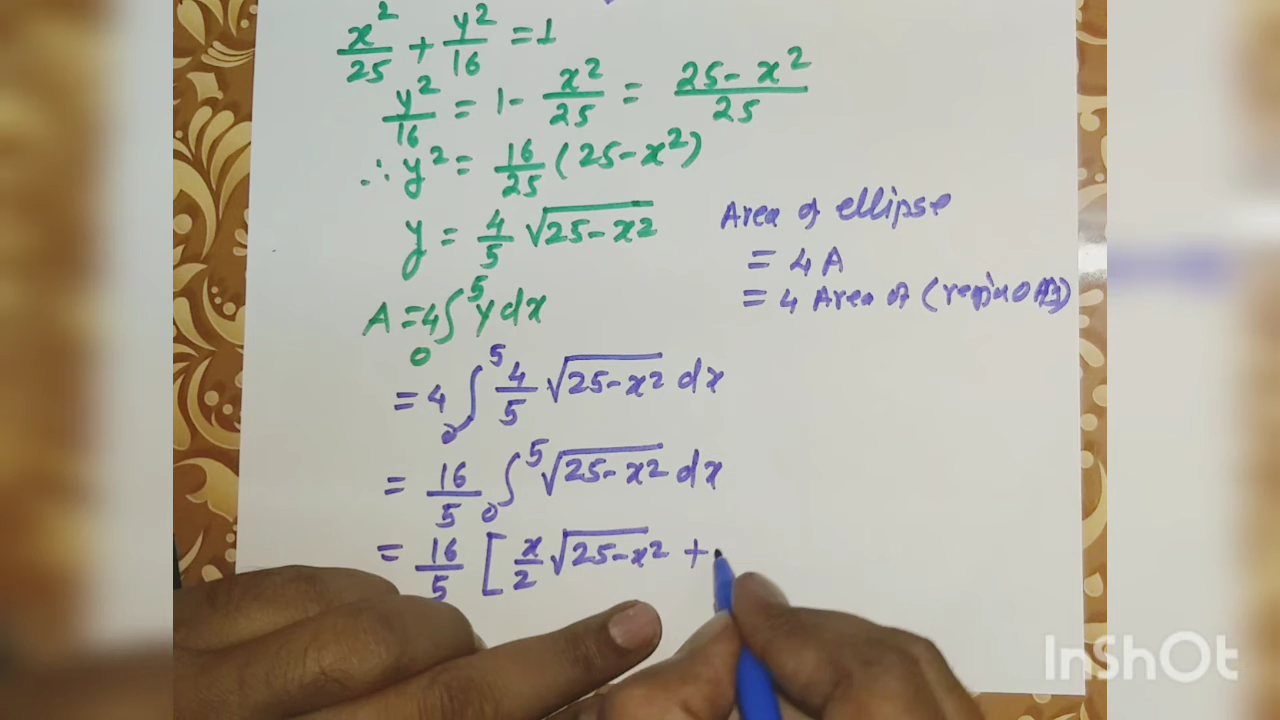 x²/25 + y²/16 = 1
y²/16 = 1 - x²/25 = 25 - x²/25
∴ y² = 16/25 (25 - x²)
y = 4/5 √25 - x2
Area of ellipse
= 4 A
= 4 Area of (
A = 4 ∫₀⁵ y dx
= 4 ∫₀⁵ 4/5 √25 - x2 dx
= 16/5 ∫₀⁵ √25 - x2 dx
= 16/5 [ x/2 √25 - x2 +
InShOt